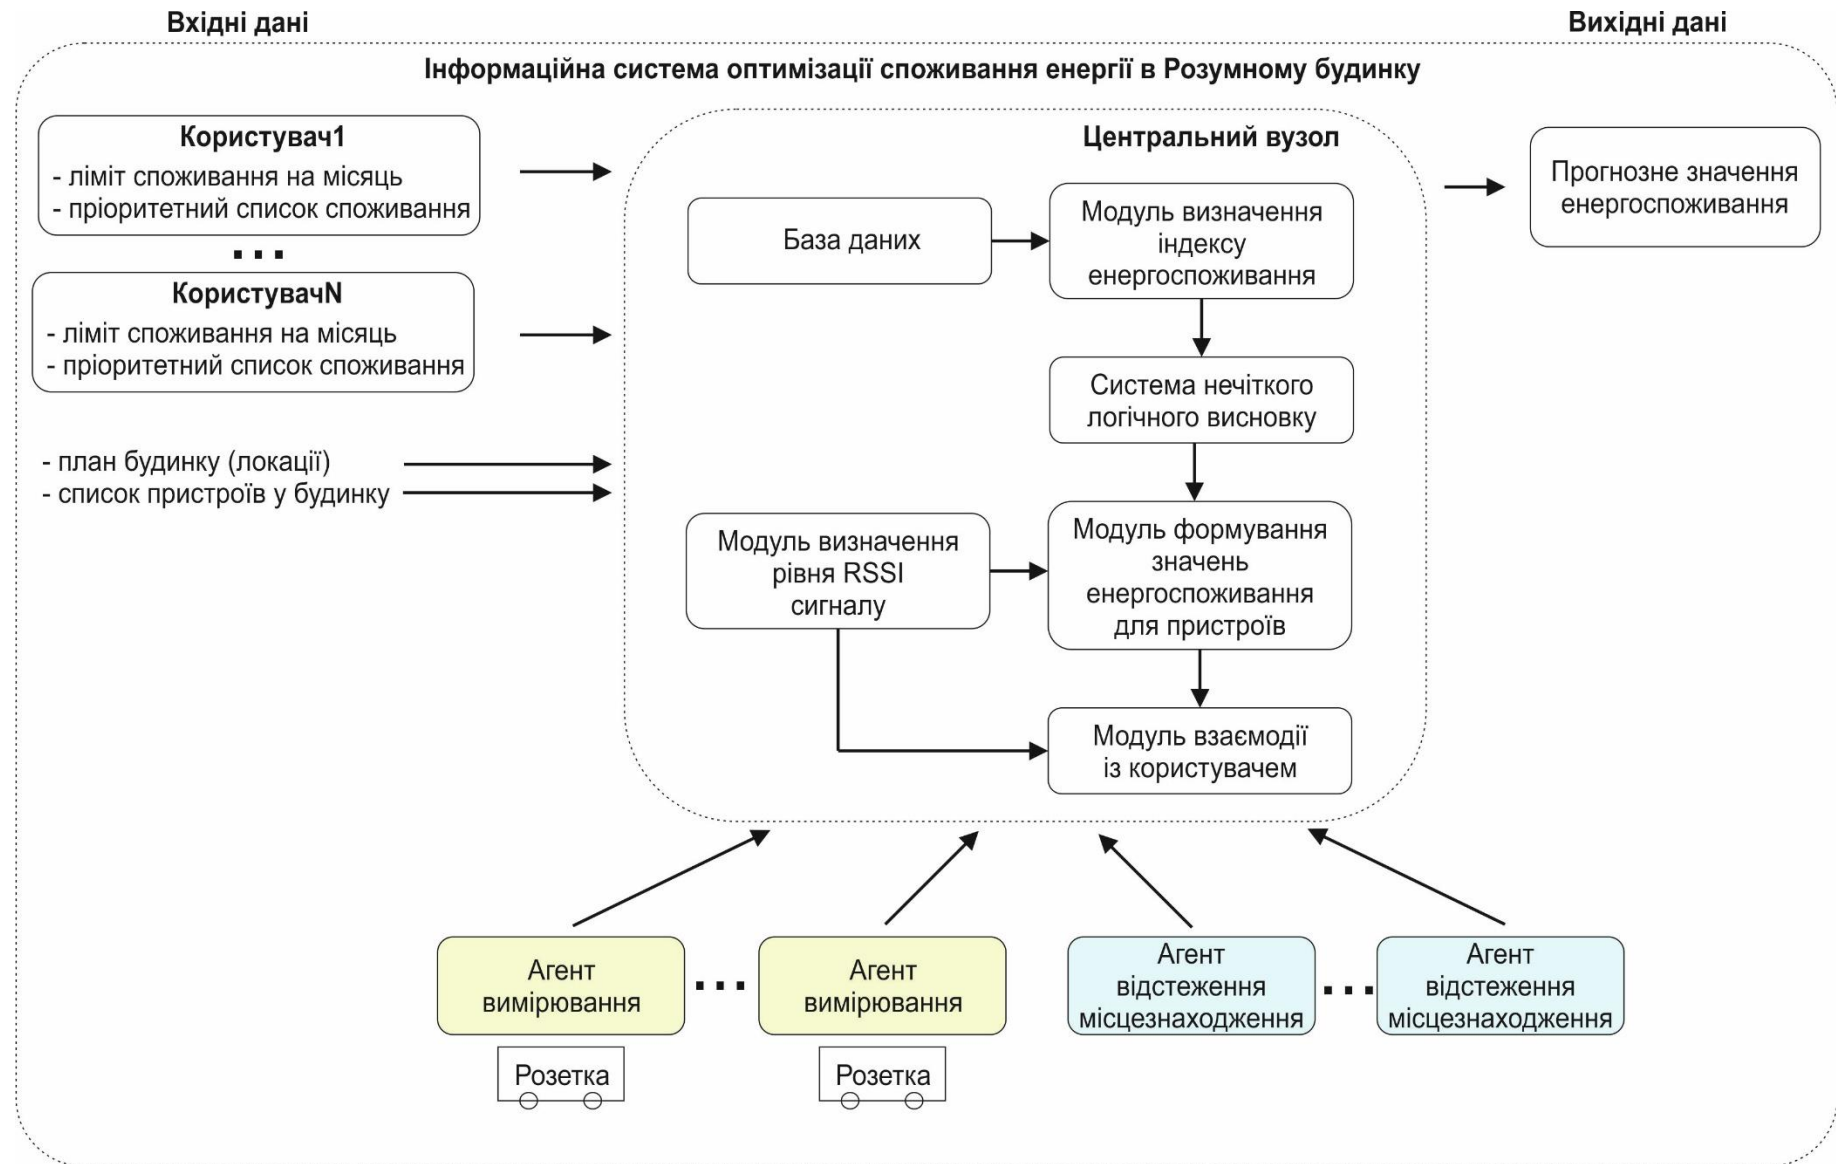 Вхідні дані
Вихідні дані
Інформаційна система оптимізації споживання енергії в Розумному будинку
Користувач1
- ліміт споживання на місяць
- пріоритетний список споживання
...
КористувачN
- ліміт споживання на місяць
- пріоритетний список споживання
- план будинку (локації)
- список пристроїв у будинку
Центральний вузол
База даних
Модуль визначення
індексу
енергоспоживання
Система нечіткого
логічного висновку
Модуль визначення
рівня RSSI
сигналу
Модуль формування
значень
енергоспоживання
для пристроїв
Модуль взаємодії
із користувачем
Прогнозне значення
енергоспоживання
Агент
вимірювання
...
Агент
вимірювання
Агент
відстеження
місцезнаходження
...
Агент
відстеження
місцезнаходження
Розетка
Розетка